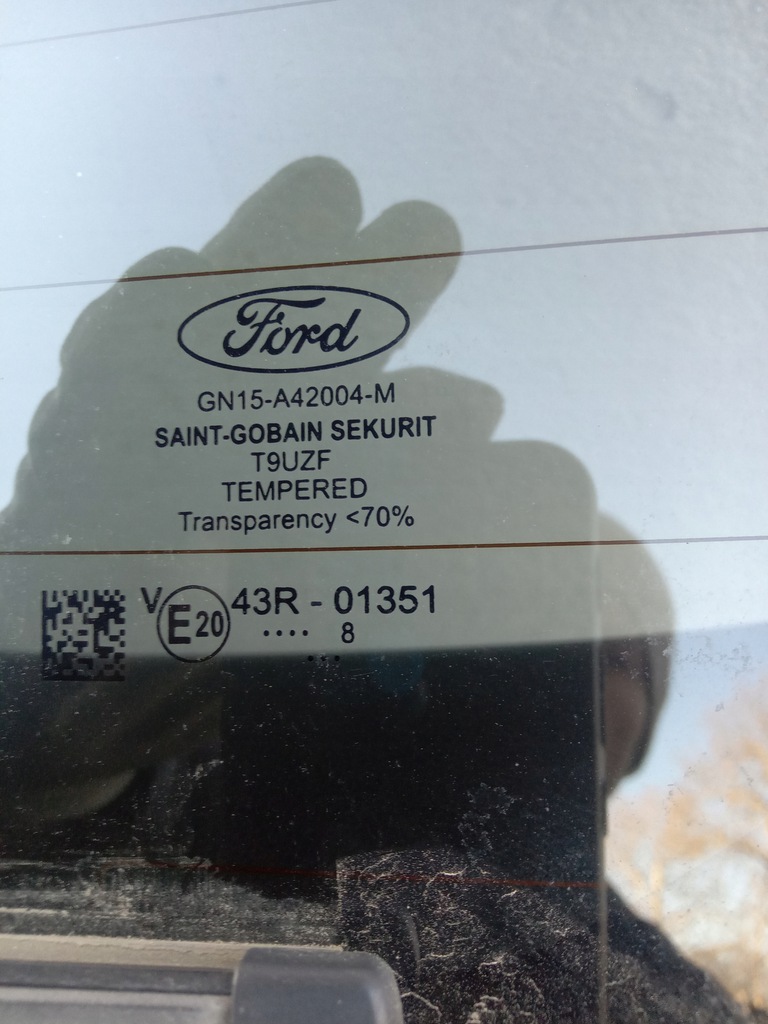 Ford
GN15-A42004-M
SAINT-GOBAIN SEKURIT
T9UZF
TEMPERED
Transparency <70%
V E20 43R - 01351
.... 8
...